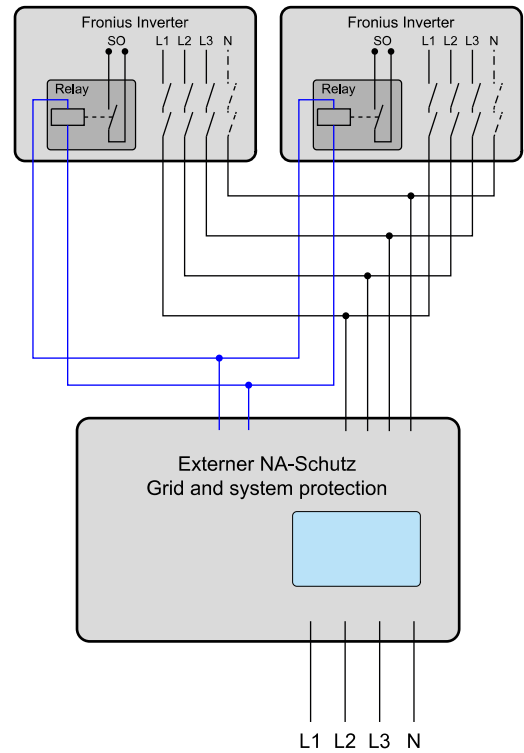 Fronius Inverter
SO L1 L2 L3 N
Relay
Fronius Inverter
SO L1 L2 L3 N
Relay
Externer NA-Schutz
Grid and system protection
L1 L2 L3 N